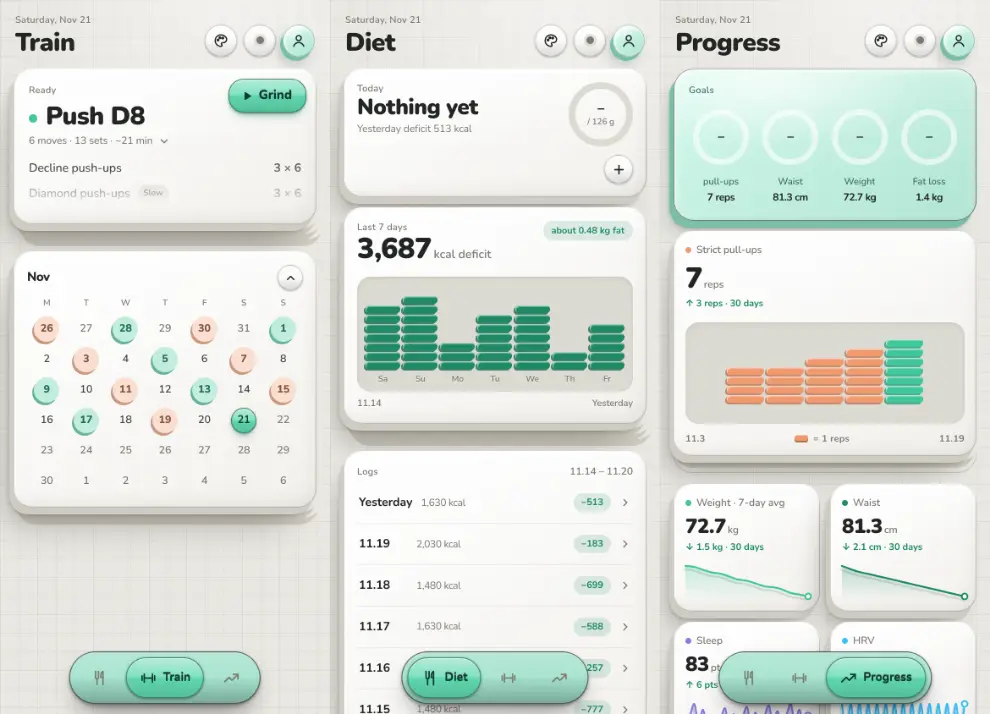 Saturday, Nov 21
Train
Ready
Push D8
Grind
6 moves · 13 sets · ~21 min
Decline push-ups 3 × 6
Diamond push-ups Slow 3 × 6
Nov
M T W T F S S
26 27 28 29 30 31 1
2 3 4 5 6 7 8
9 10 11 12 13 14 15
16 17 18 19 20 21 22
23 24 25 26 27 28 29
30 1 2 3 4 5 6
Train
Saturday, Nov 21
Diet
Today
Nothing yet
Yesterday deficit 513 kcal
–
/ 126 g
Last 7 days
3,687 kcal deficit
about 0.48 kg fat
Sa Su Mo Tu We Th Fr
11.14 Yesterday
Logs 11.14 – 11.20
Yesterday 1,630 kcal −513
11.19 2,030 kcal −183
11.18 1,480 kcal −699
11.17 1,630 kcal −588
11.16 257
11.15 1,480 kcal −777
Diet
Saturday, Nov 21
Progress
Goals
– – – –
pull-ups Waist Weight Fat loss
7 reps 81.3 cm 72.7 kg 1.4 kg
Strict pull-ups
7 reps
↑ 3 reps · 30 days
11.3 = 1 reps 11.19
Weight · 7-day avg
72.7 kg
↓ 1.5 kg · 30 days
Waist
81.3 cm
↓ 2.1 cm · 30 days
Sleep
83
↑ 6 pts
HRV
Progress